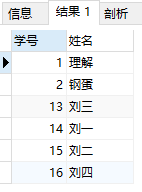 信息 结果 1 剖析
学号 姓名
1 理解
2 钢蛋
13 刘三
14 刘一
15 刘二
16 刘四